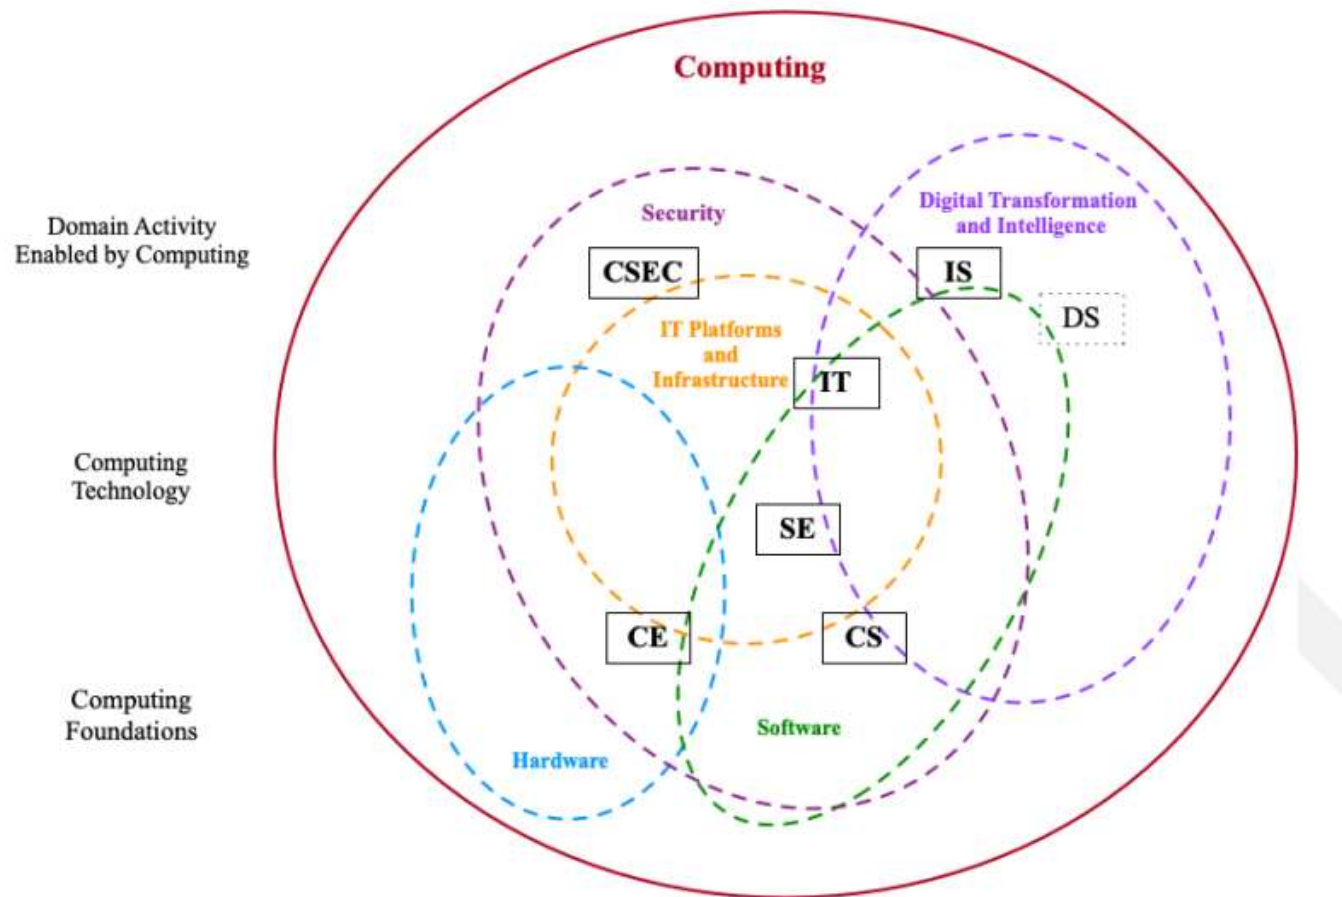 Computing
Digital Transformation
and Intelligence
Security
Domain Activity
Enabled by Computing
CSEC
IS
DS
IT Platforms
and
Infrastructure
IT
Computing
Technology
SE
CE
CS
Computing
Foundations
Software
Hardware